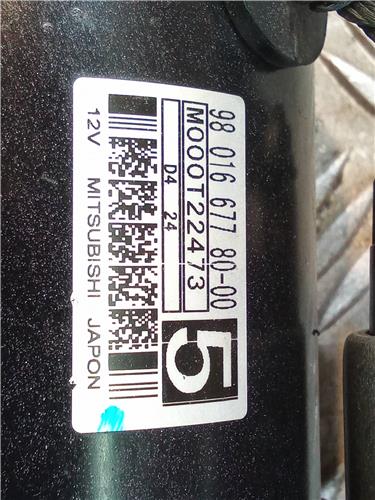 98 016 677 80-00
M000T22473
D4 24
5
12V MITSUBISHI JAPON